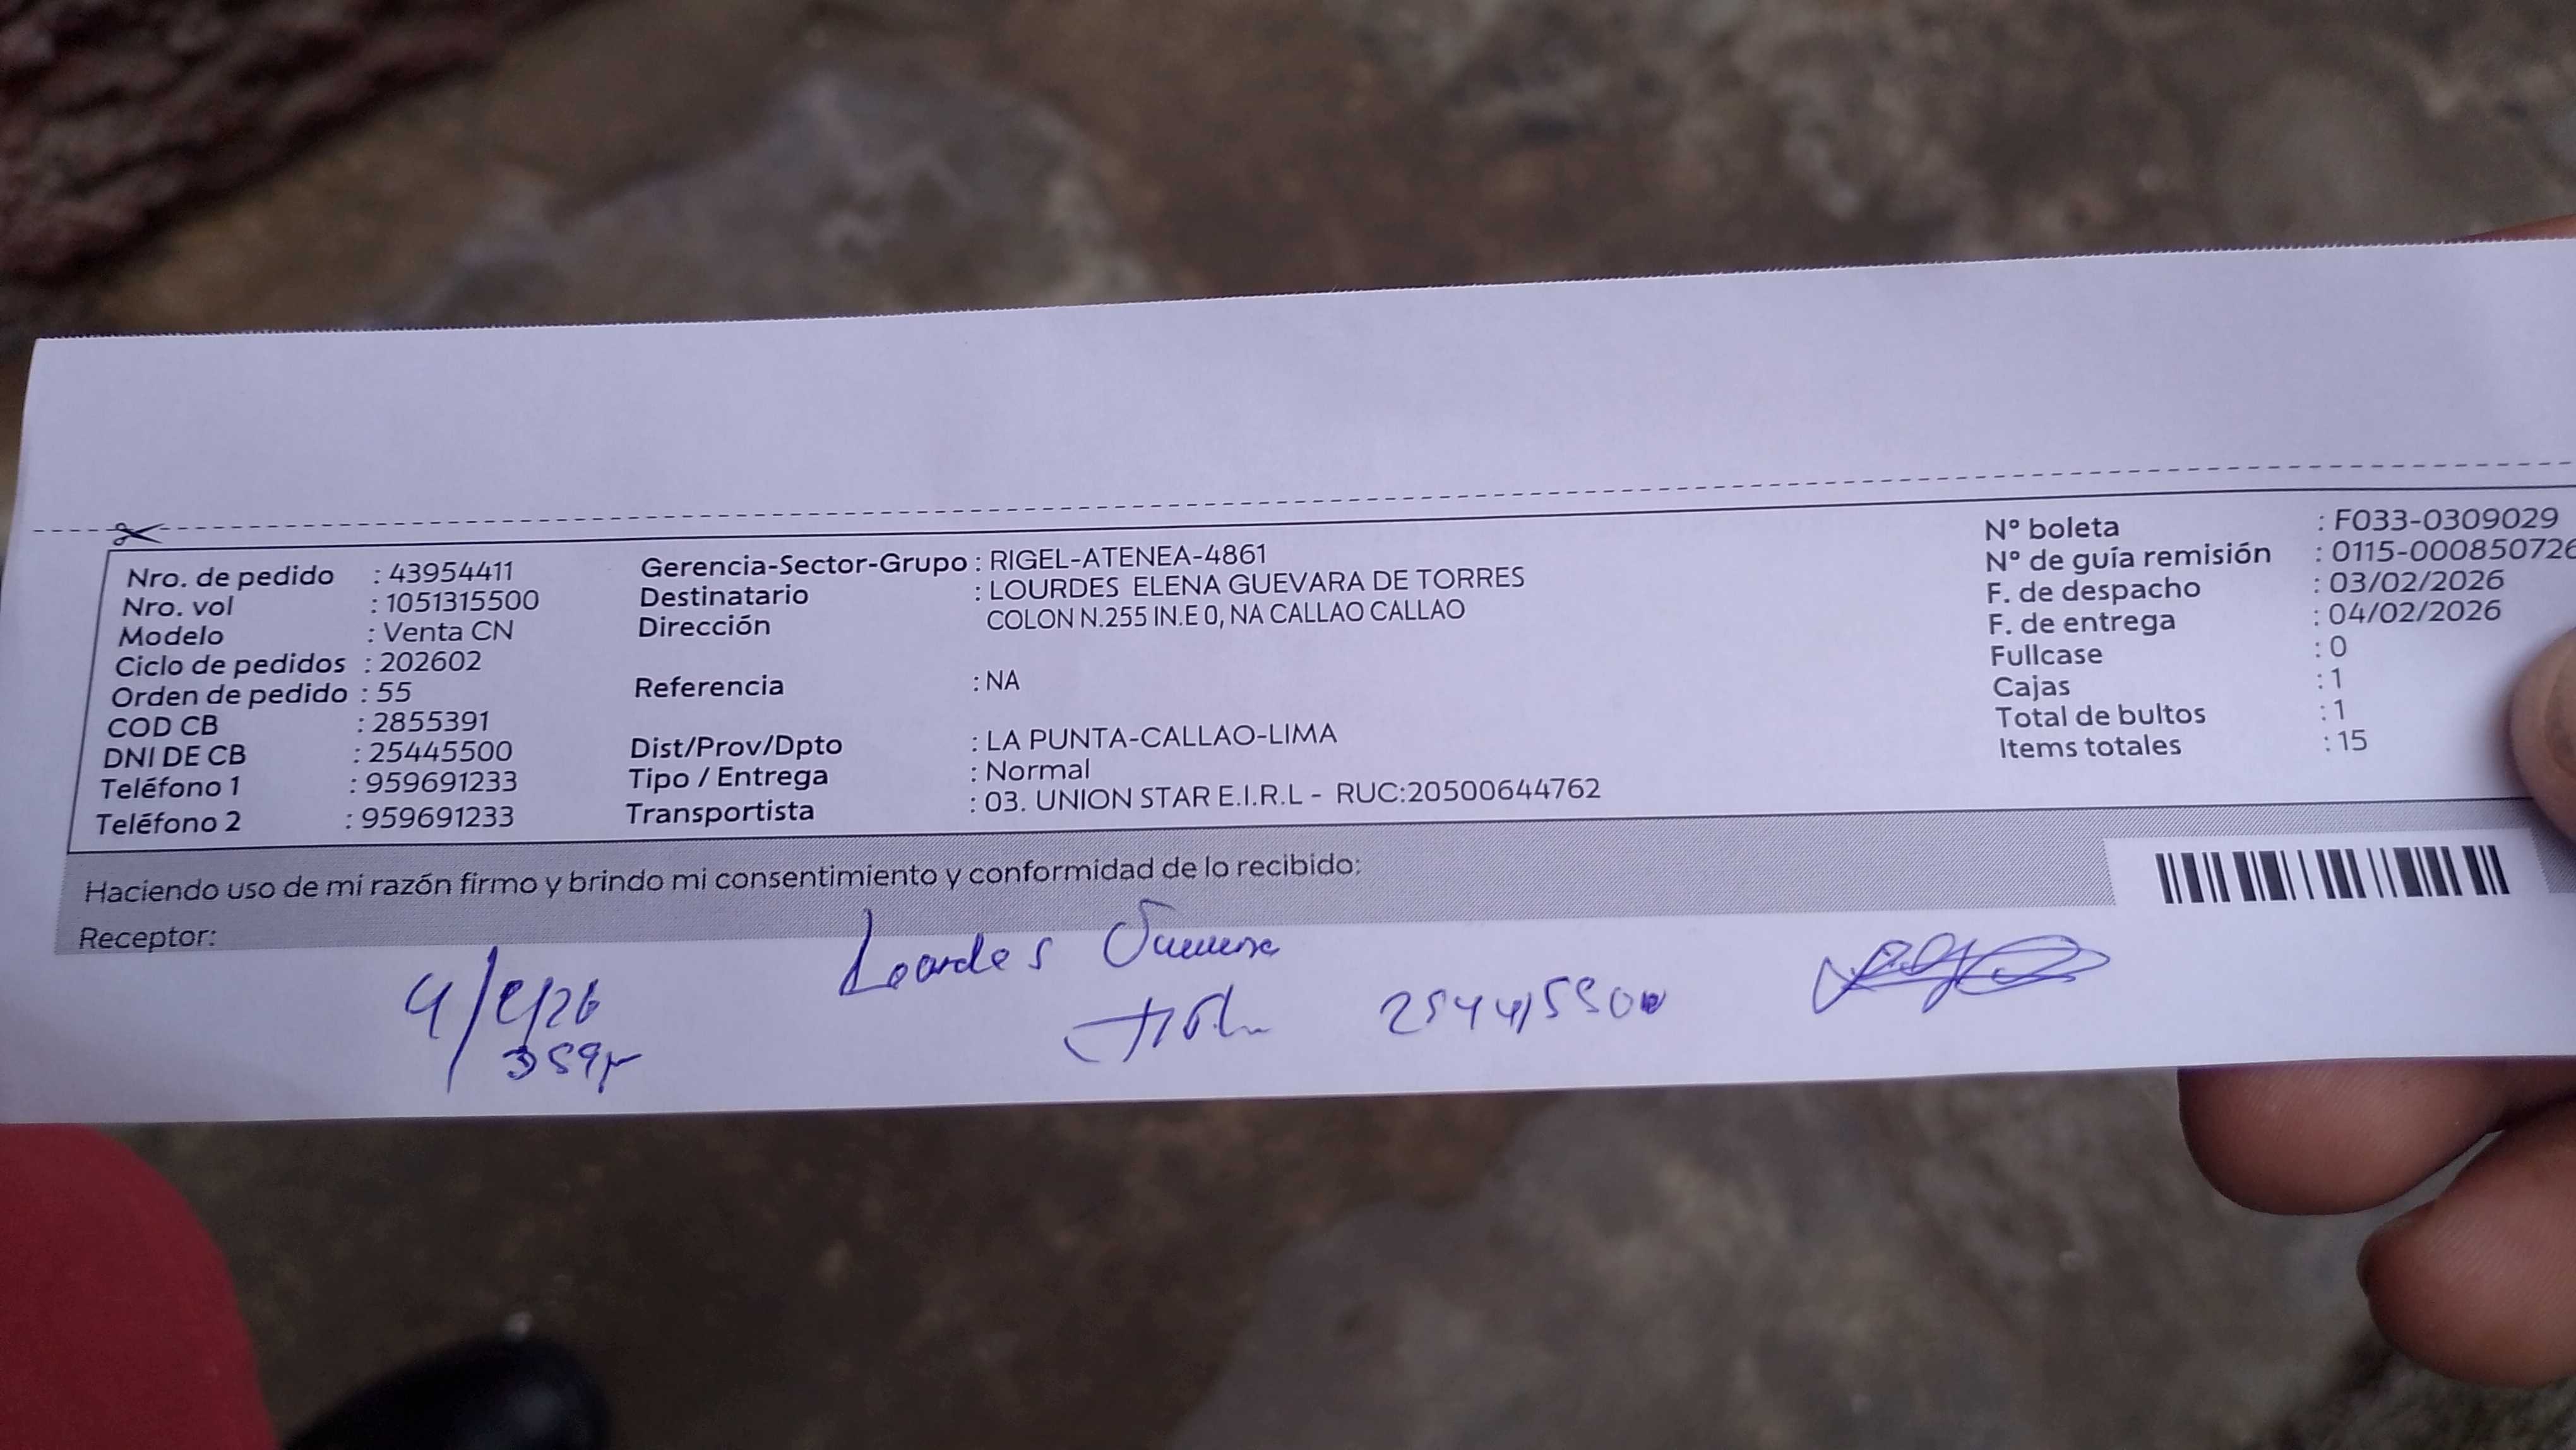 Nro. de pedido : 43954411
Nro. vol : 1051315500
Modelo : Venta CN
Ciclo de pedidos : 202602
Orden de pedido : 55
COD CB : 2855391
DNI DE CB : 25445500
Teléfono 1 : 959691233
Teléfono 2 : 959691233
Gerencia-Sector-Grupo : RIGEL-ATENEA-4861
Destinatario : LOURDES ELENA GUEVARA DE TORRES
Dirección COLON N.255 IN.E 0, NA CALLAO CALLAO
Referencia : NA
Dist/Prov/Dpto : LA PUNTA-CALLAO-LIMA
Tipo / Entrega : Normal
Transportista : 03. UNION STAR E.I.R.L - RUC:20500644762
N° boleta : F033-0309029
N° de guía remisión : 0115-000850726
F. de despacho : 03/02/2026
F. de entrega : 04/02/2026
Fullcase : 0
Cajas : 1
Total de bultos : 1
Items totales : 15
Haciendo uso de mi razón firmo y brindo mi consentimiento y conformidad de lo recibido:
Receptor:
Lourdes
25445500